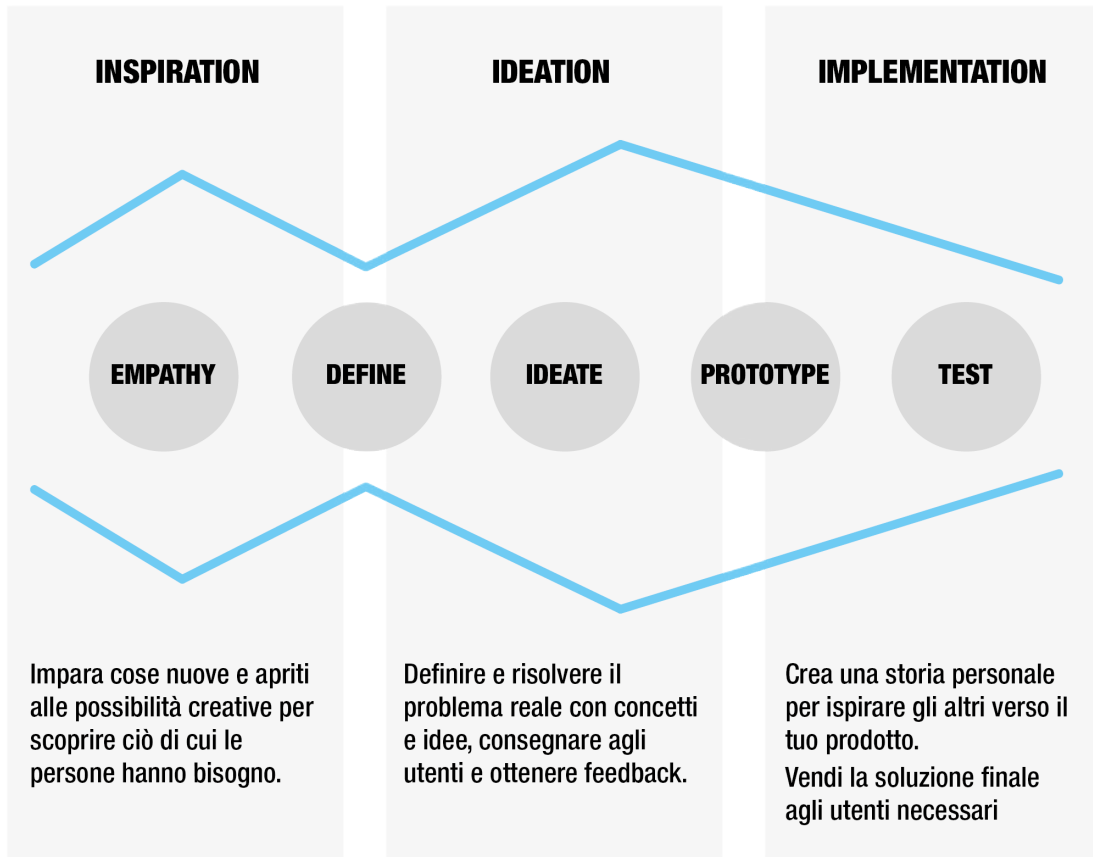 INSPIRATION
IDEATION
IMPLEMENTATION
EMPATHY
DEFINE
IDEATE
PROTOTYPE
TEST
Impara cose nuove e apriti
alle possibilità creative per
scoprire ciò di cui le
persone hanno bisogno.
Definire e risolvere il
problema reale con concetti
e idee, consegnare agli
utenti e ottenere feedback.
Crea una storia personale
per ispirare gli altri verso il
tuo prodotto.
Vendi la soluzione finale
agli utenti necessari